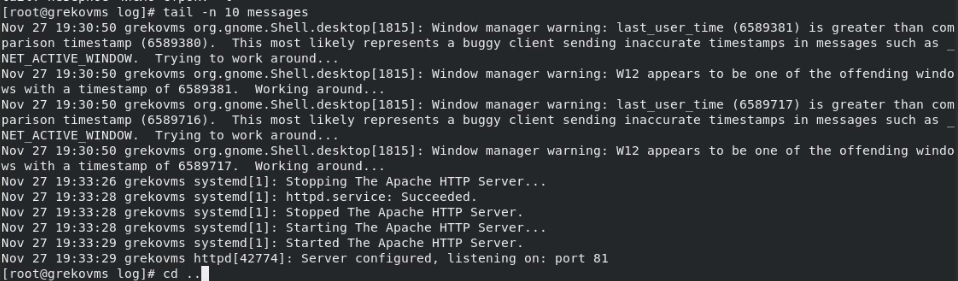 [root@grekovms log]# tail -n 10 messages
Nov 27 19:30:50 grekovms org.gnome.Shell.desktop[1815]: Window manager warning: last_user_time (6589381) is greater than com
parison timestamp (6589380).  This most likely represents a buggy client sending inaccurate timestamps in messages such as _
NET_ACTIVE_WINDOW.  Trying to work around...
Nov 27 19:30:50 grekovms org.gnome.Shell.desktop[1815]: Window manager warning: W12 appears to be one of the offending windo
ws with a timestamp of 6589381.  Working around...
Nov 27 19:30:50 grekovms org.gnome.Shell.desktop[1815]: Window manager warning: last_user_time (6589717) is greater than com
parison timestamp (6589716).  This most likely represents a buggy client sending inaccurate timestamps in messages such as _
NET_ACTIVE_WINDOW.  Trying to work around...
Nov 27 19:30:50 grekovms org.gnome.Shell.desktop[1815]: Window manager warning: W12 appears to be one of the offending windo
ws with a timestamp of 6589717.  Working around...
Nov 27 19:33:26 grekovms systemd[1]: Stopping The Apache HTTP Server...
Nov 27 19:33:28 grekovms systemd[1]: httpd.service: Succeeded.
Nov 27 19:33:28 grekovms systemd[1]: Stopped The Apache HTTP Server.
Nov 27 19:33:28 grekovms systemd[1]: Starting The Apache HTTP Server...
Nov 27 19:33:29 grekovms systemd[1]: Started The Apache HTTP Server.
Nov 27 19:33:29 grekovms httpd[42774]: Server configured, listening on: port 81
[root@grekovms log]# cd ..